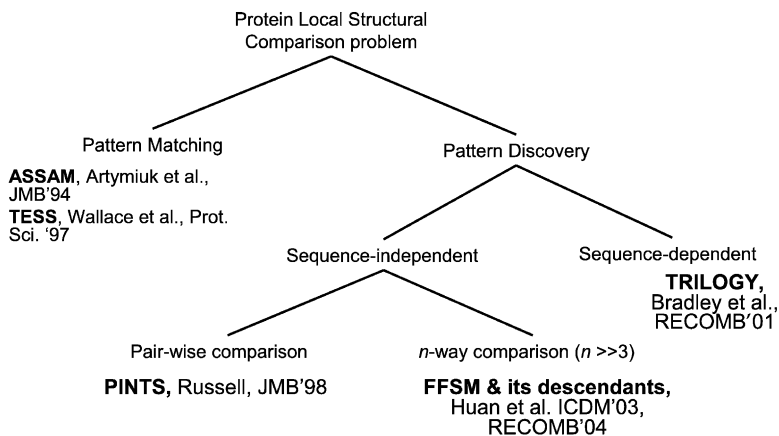 Protein Local Structural
Comparison problem
Pattern Matching
ASSAM, Artymiuk et al.,
JMB'94
TESS, Wallace et al., Prot.
Sci. ‘97
Pattern Discovery
Sequence-independent
Sequence-dependent
TRILOGY,
Bradley et al.,
RECOMB′01
Pair-wise comparison
PINTS, Russell, JMB'98
n-way comparison (n >>3)
FFSM & its descendants,
Huan et al. ICDM'03,
RECOMB'04